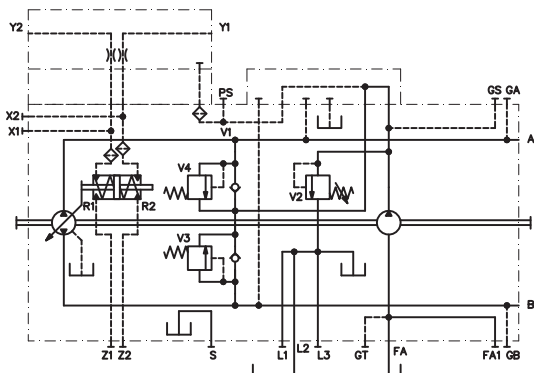 Y2 Y1
PS GS GA
X2
X1 V1
A
V4
V2
R1 R2
V3
B
Z1 Z2 S L1 L2 L3 GT FA FA1 GB